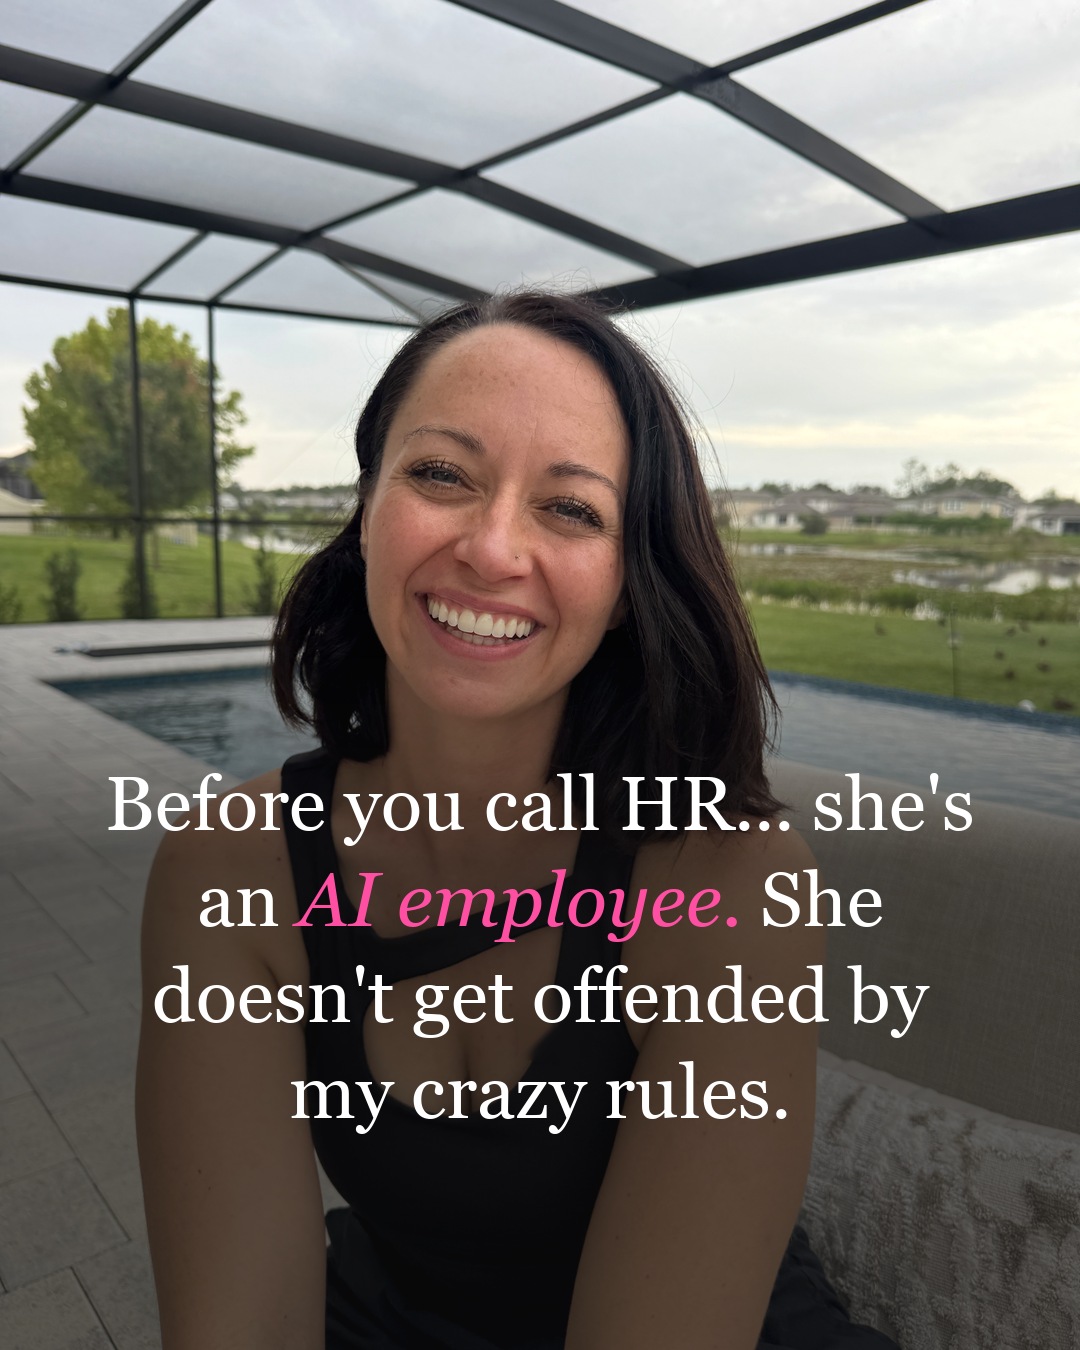 Before you call HR... she's
an AI employee. She
doesn't get offended by
my crazy rules.